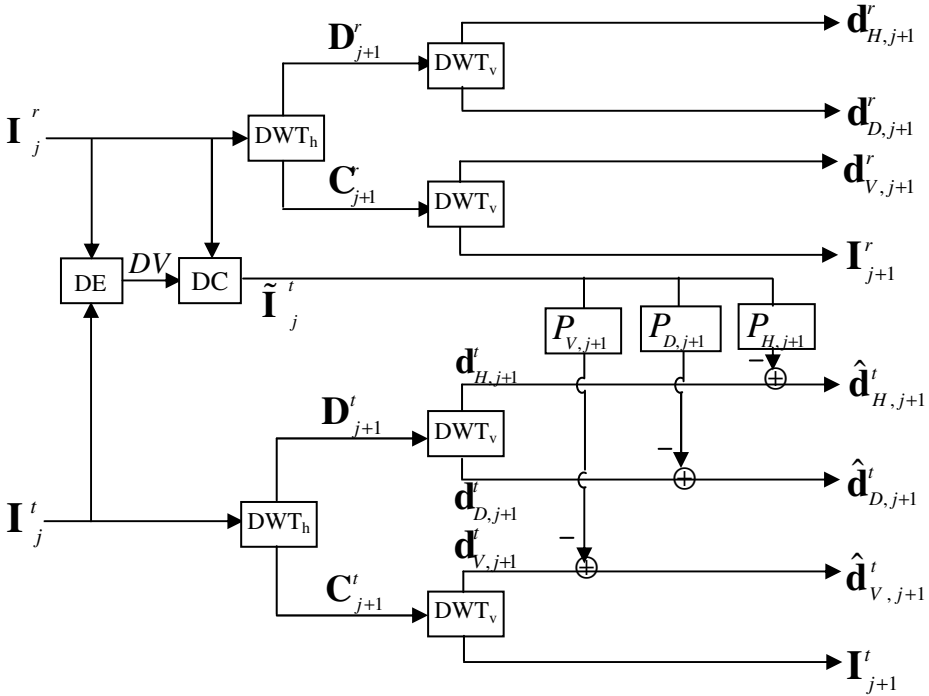 𝐃^r_{j+1}
DWT_v
𝐝^r_{H,j+1}
𝐈^r_j
DWT_h
𝐝^r_{D,j+1}
𝐂^r_{j+1}
DWT_v
𝐝^r_{V,j+1}
DE
DV
DC
𝐈^r_{j+1}
𝐈̃^t_j
P_{V,j+1}
P_{D,j+1}
P_{H,j+1}
𝐝^t_{H,j+1}
−
+
𝐝̂^t_{H,j+1}
𝐃^t_{j+1}
DWT_v
−
+
𝐝̂^t_{D,j+1}
𝐝^t_{D,j+1}
𝐈^t_j
DWT_h
𝐝^t_{V,j+1}
−
+
𝐝̂^t_{V,j+1}
𝐂^t_{j+1}
DWT_v
𝐈^t_{j+1}